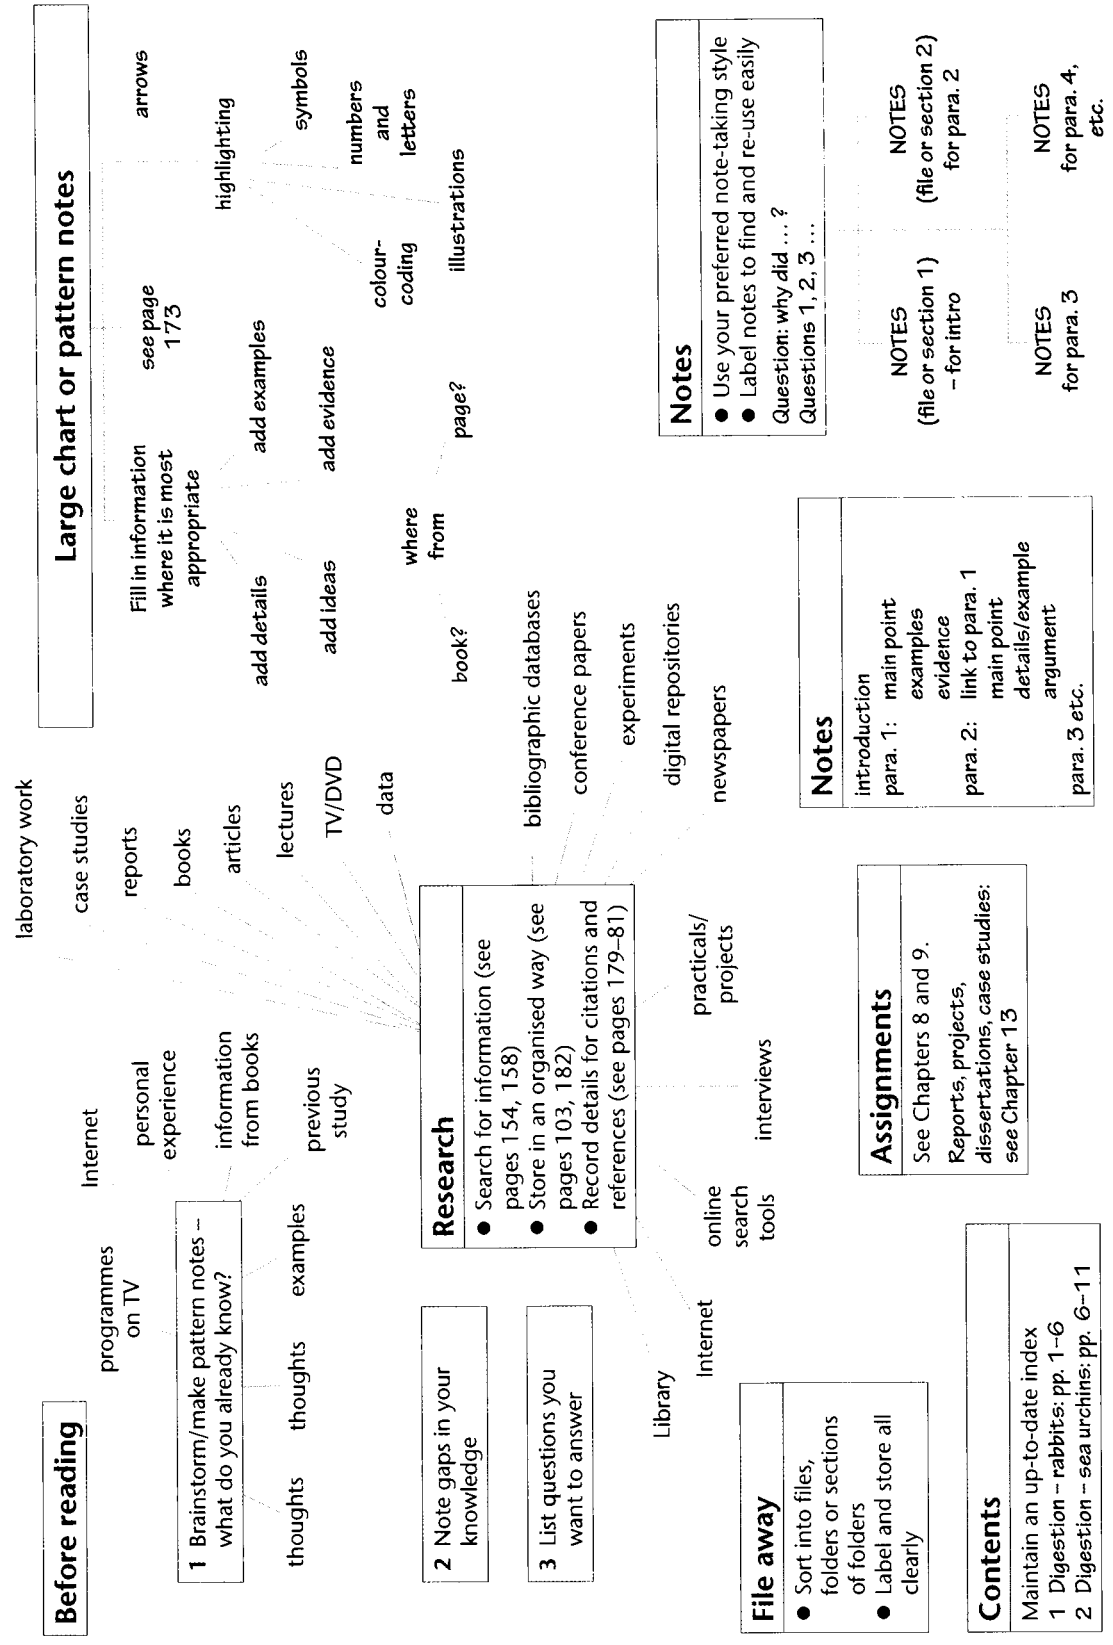 Before reading
programmes
on TV
Internet
personal
experience
information
from books
previous
study
1 Brainstorm/make pattern notes –
what do you already know?
thoughts
thoughts
examples
2 Note gaps in your
knowledge
3 List questions you
want to answer
laboratory work
case studies
reports
books
articles
lectures
TV/DVD
data
Research
● Search for information (see
pages 154, 158)
● Store in an organised way (see
pages 103, 182)
● Record details for citations and
references (see pages 179–81)
bibliographic databases
conference papers
experiments
digital repositories
newspapers
practicals/
projects
interviews
online
search
tools
Internet
Library
Large chart or pattern notes
Fill in information
where it is most
appropriate
see page
173
arrows
add details
add examples
add ideas
add evidence
where
from
book?
page?
highlighting
colour-
coding
symbols
numbers
and
letters
illustrations
File away
● Sort into files,
folders or sections
of folders
● Label and store all
clearly
Contents
Maintain an up-to-date index
1 Digestion – rabbits: pp. 1–6
2 Digestion – sea urchins: pp. 6–11
Assignments
See Chapters 8 and 9.
Reports, projects,
dissertations, case studies:
see Chapter 13
Notes
introduction
para. 1: main point
examples
evidence
para. 2: link to para. 1
main point
details/example
argument
para. 3 etc.
Notes
● Use your preferred note-taking style
● Label notes to find and re-use easily
Question: why did ...?
Questions 1, 2, 3 ...
NOTES
(file or section 1)
– for intro
NOTES
(file or section 2)
for para. 2
NOTES
for para. 3
NOTES
for para. 4,
etc.